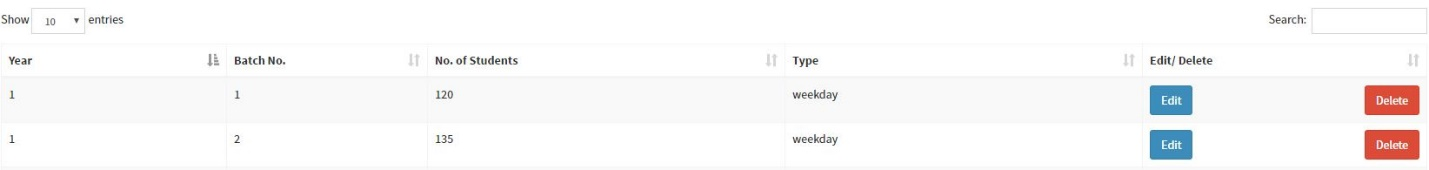 Show 10 entries Search:
Year Batch No. No. of Students Type Edit/ Delete
1 1 120 weekday Edit Delete
1 2 135 weekday Edit Delete